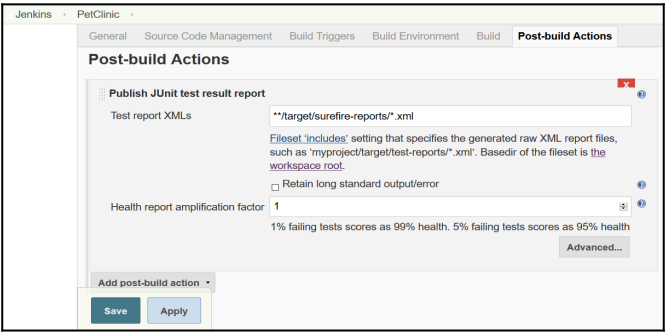 Jenkins › PetClinic ›
General Source Code Management Build Triggers Build Environment Build Post-build Actions
Post-build Actions
Publish JUnit test result report
x
Test report XMLs **/target/surefire-reports/*.xml
Fileset ‘includes’ setting that specifies the generated raw XML report files,
such as ‘myproject/target/test-reports/*.xml’. Basedir of the fileset is the
workspace root.
Retain long standard output/error
Health report amplification factor 1
1% failing tests scores as 99% health. 5% failing tests scores as 95% health
Advanced...
Add post-build action
Save Apply